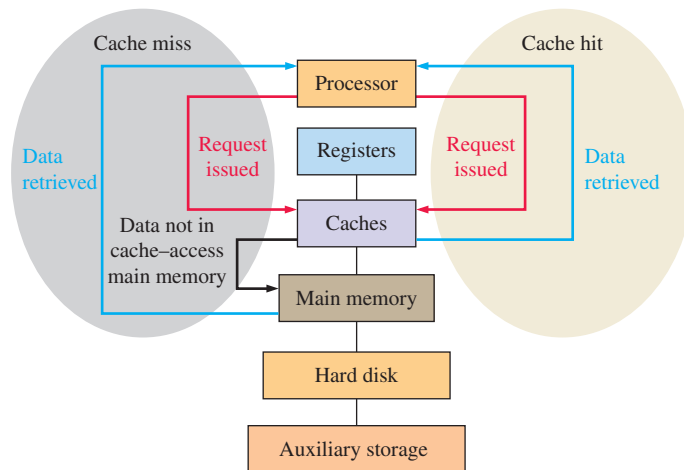 Cache miss
Cache hit
Processor
Data
retrieved
Request
issued
Registers
Request
issued
Data
retrieved
Caches
Data not in
cache–access
main memory
Main memory
Hard disk
Auxiliary storage